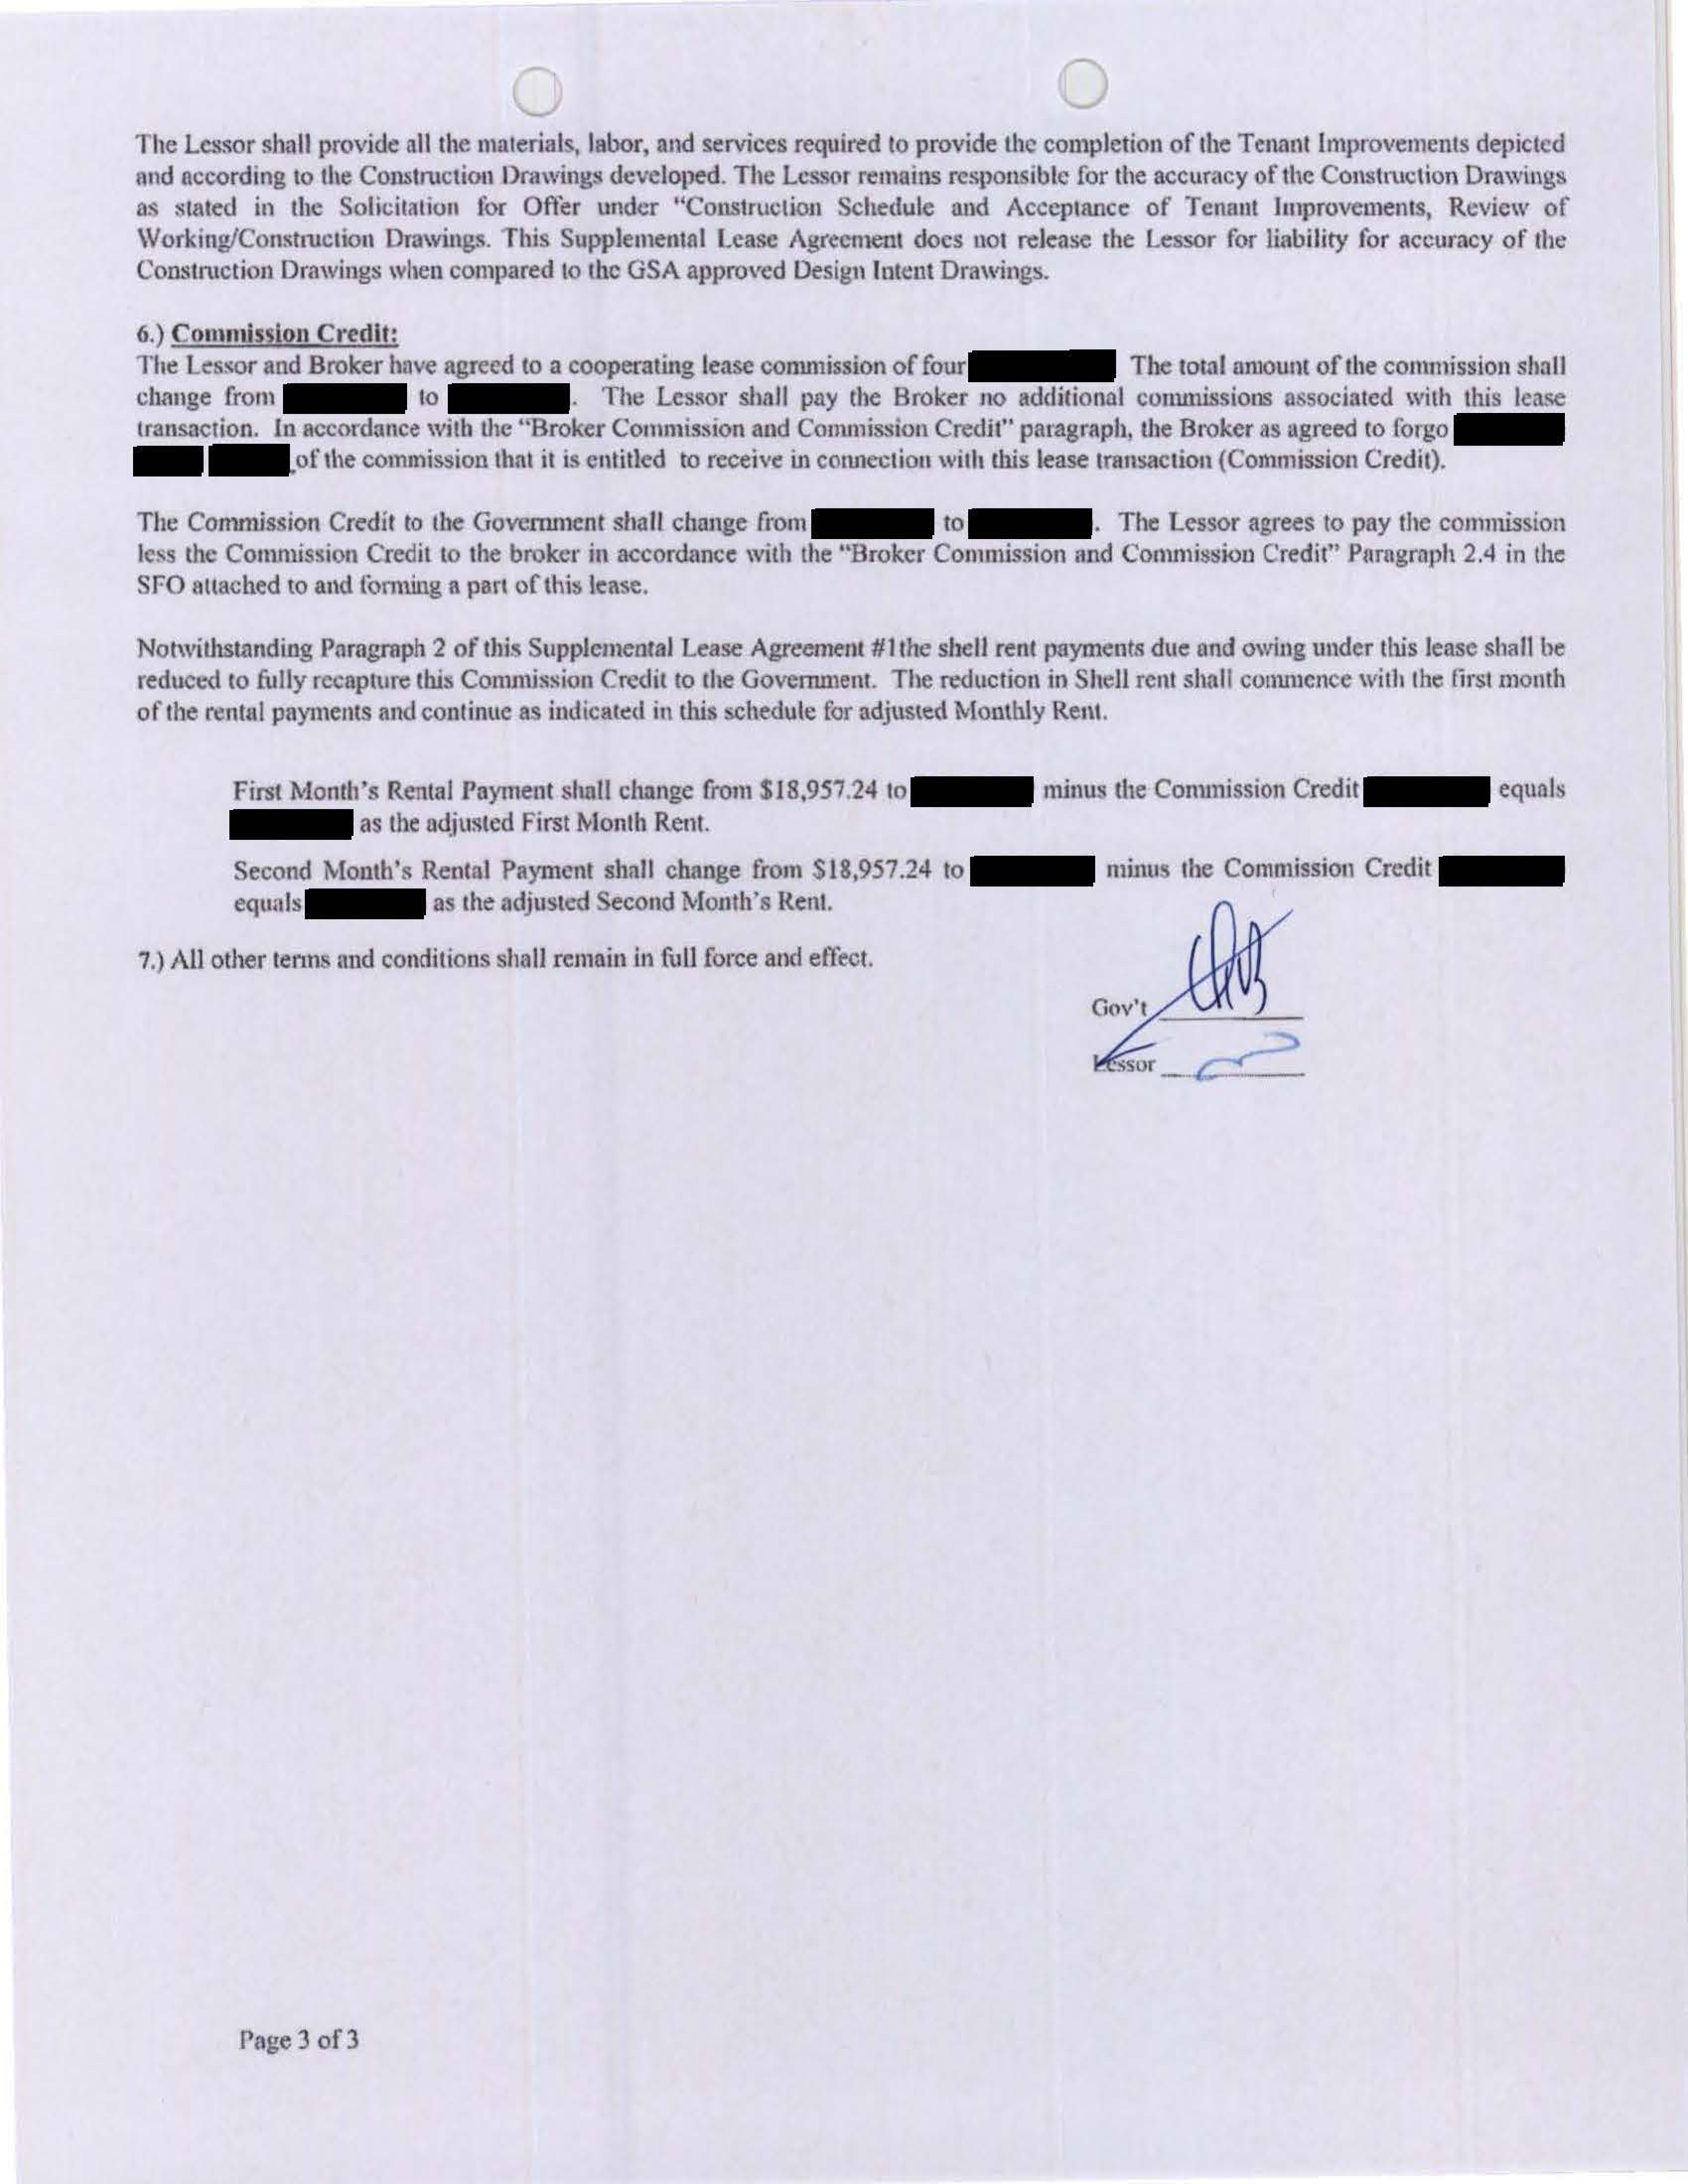 The Lessor shall provide all the materials, labor, and services required to provide the completion of the Tenant Improvements depicted
and according to the Construction Drawings developed. The Lessor remains responsible for the accuracy of the Construction Drawings
as stated in the Solicitation for Offer under “Construction Schedule and Acceptance of Tenant Improvements, Review of
Working/Construction Drawings. This Supplemental Lease Agreement does not release the Lessor for liability for accuracy of the
Construction Drawings when compared to the GSA approved Design Intent Drawings.
6.) Commission Credit:
The Lessor and Broker have agreed to a cooperating lease commission of four The total amount of the commission shall
change from to . The Lessor shall pay the Broker no additional commissions associated with this lease
transaction. In accordance with the “Broker Commission and Commission Credit” paragraph, the Broker as agreed to forgo
of the commission that it is entitled to receive in connection with this lease transaction (Commission Credit).
The Commission Credit to the Government shall change from to . The Lessor agrees to pay the commission
less the Commission Credit to the broker in accordance with the “Broker Commission and Commission Credit” Paragraph 2.4 in the
SFO attached to and forming a part of this lease.
Notwithstanding Paragraph 2 of this Supplemental Lease Agreement #1the shell rent payments due and owing under this lease shall be
reduced to fully recapture this Commission Credit to the Government. The reduction in Shell rent shall commence with the first month
of the rental payments and continue as indicated in this schedule for adjusted Monthly Rent.
First Month’s Rental Payment shall change from $18,957.24 to minus the Commission Credit equals
as the adjusted First Month Rent.
Second Month’s Rental Payment shall change from $18,957.24 to minus the Commission Credit
equals as the adjusted Second Month’s Rent.
7.) All other terms and conditions shall remain in full force and effect.
Gov't
Lessor
Page 3 of 3